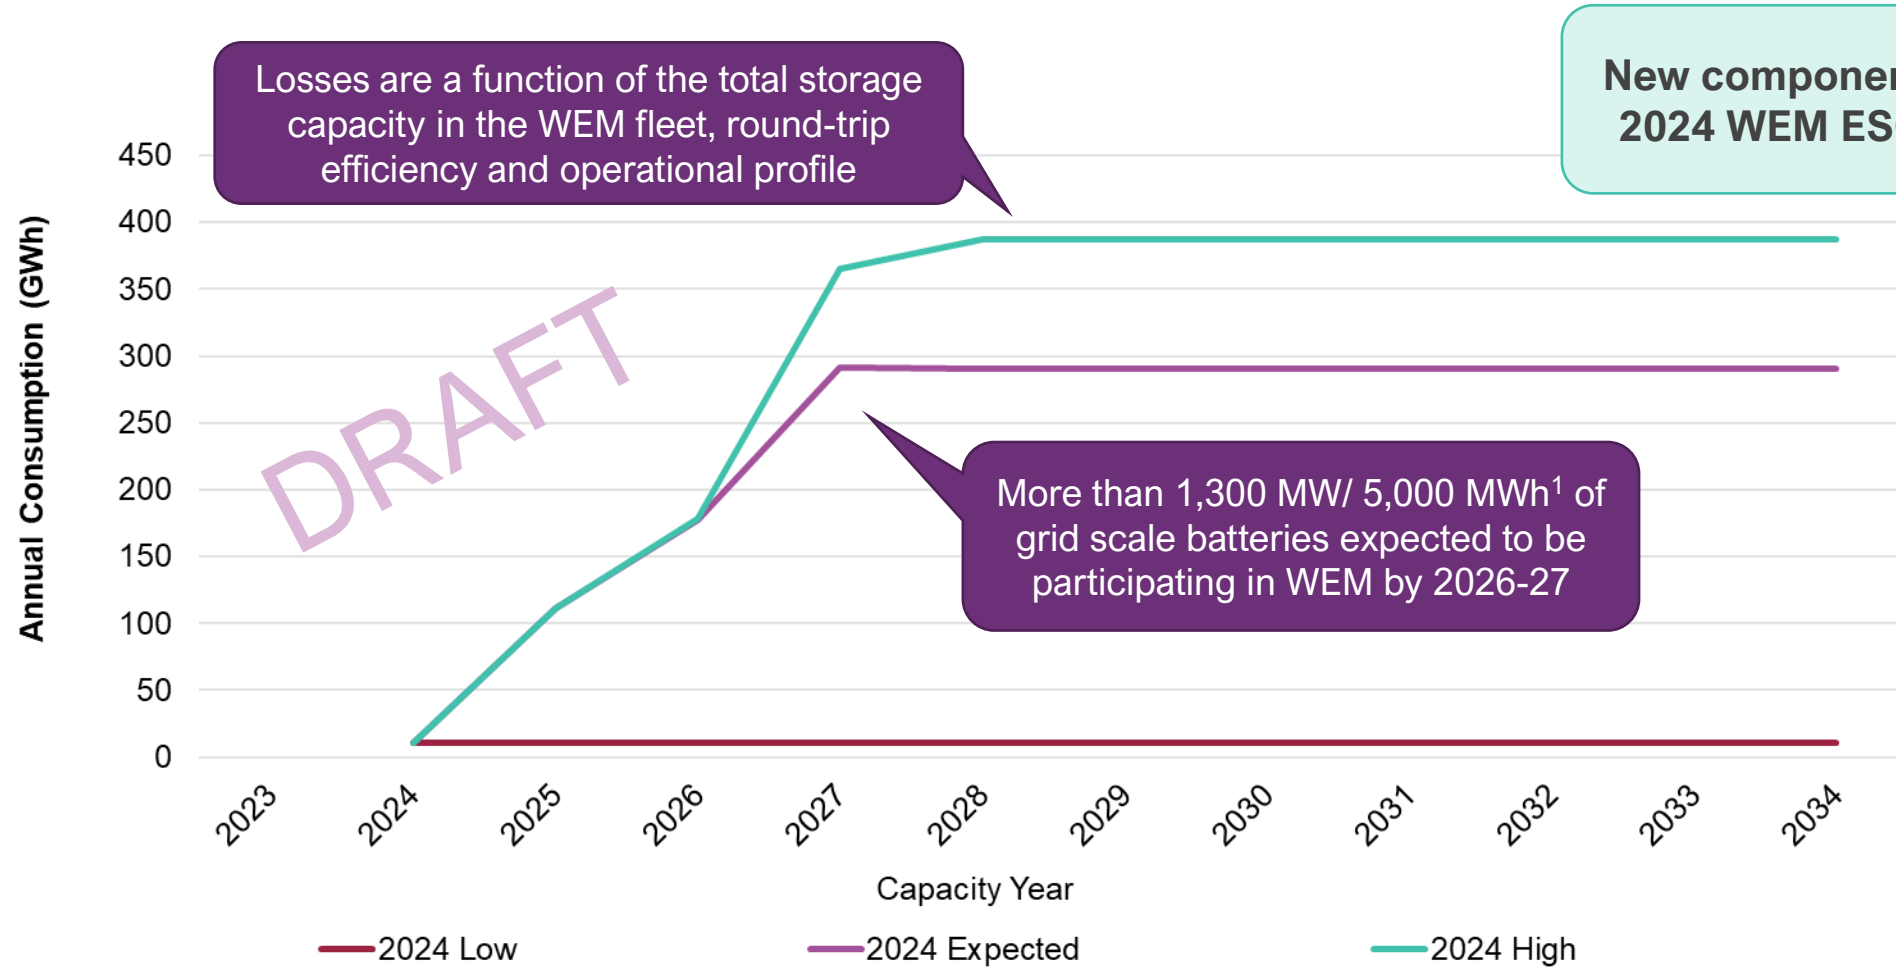 Losses are a function of the total storage
capacity in the WEM fleet, round-trip
efficiency and operational profile
New
2024 WEM
450
400
350
300
250
200
150
100
50
0
Annual Consumption (GWh)
DRAFT
More than 1,300 MW/ 5,000 MWh¹ of
grid scale batteries expected to be
participating in WEM by 2026-27
2023
2024
2025
2026
2027
2028
2029
2030
2031
2032
2033
2034
Capacity Year
2024 Low
2024 Expected
2024 High